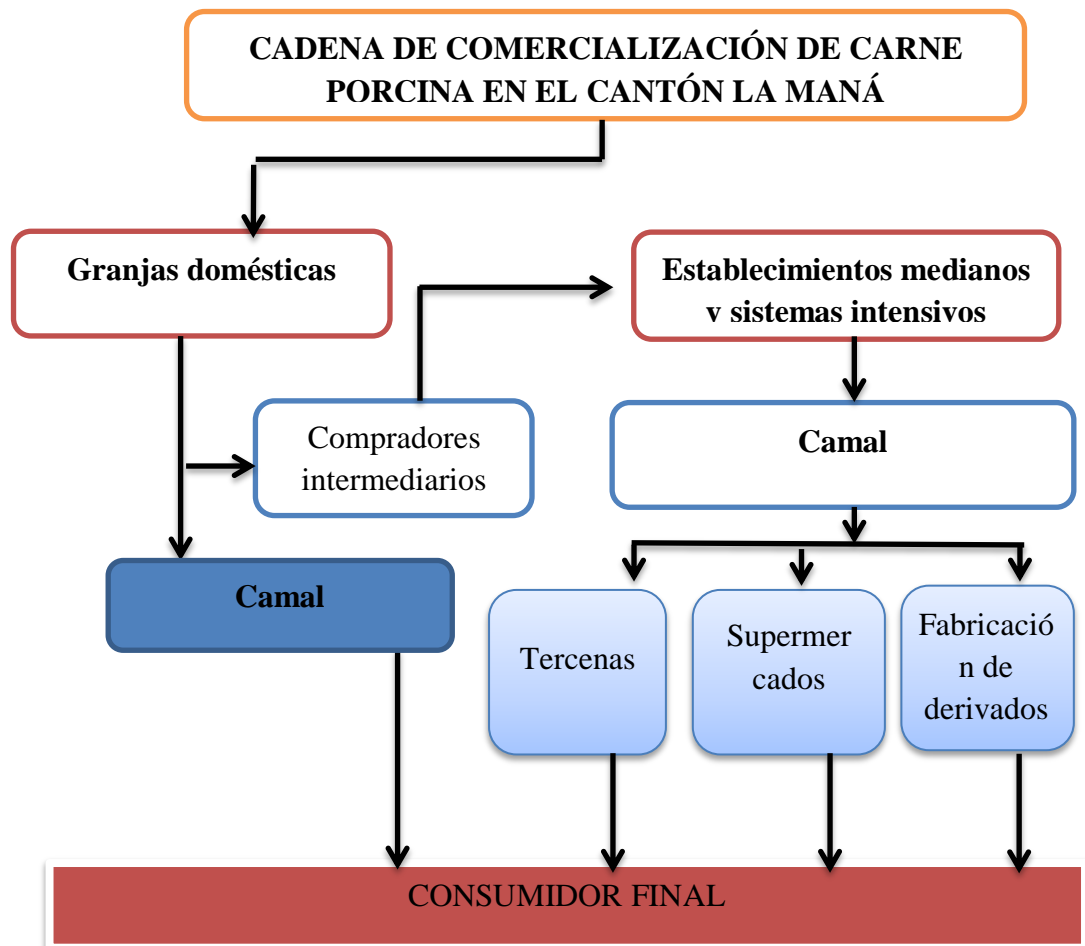 CADENA DE COMERCIALIZACIÓN DE CARNE
PORCINA EN EL CANTÓN LA MANÁ
Granjas domésticas
Establecimientos medianos
v sistemas intensivos
Compradores
intermediarios
Camal
Camal
Tercenas
Supermer
cados
Fabricació
n de
derivados
CONSUMIDOR FINAL